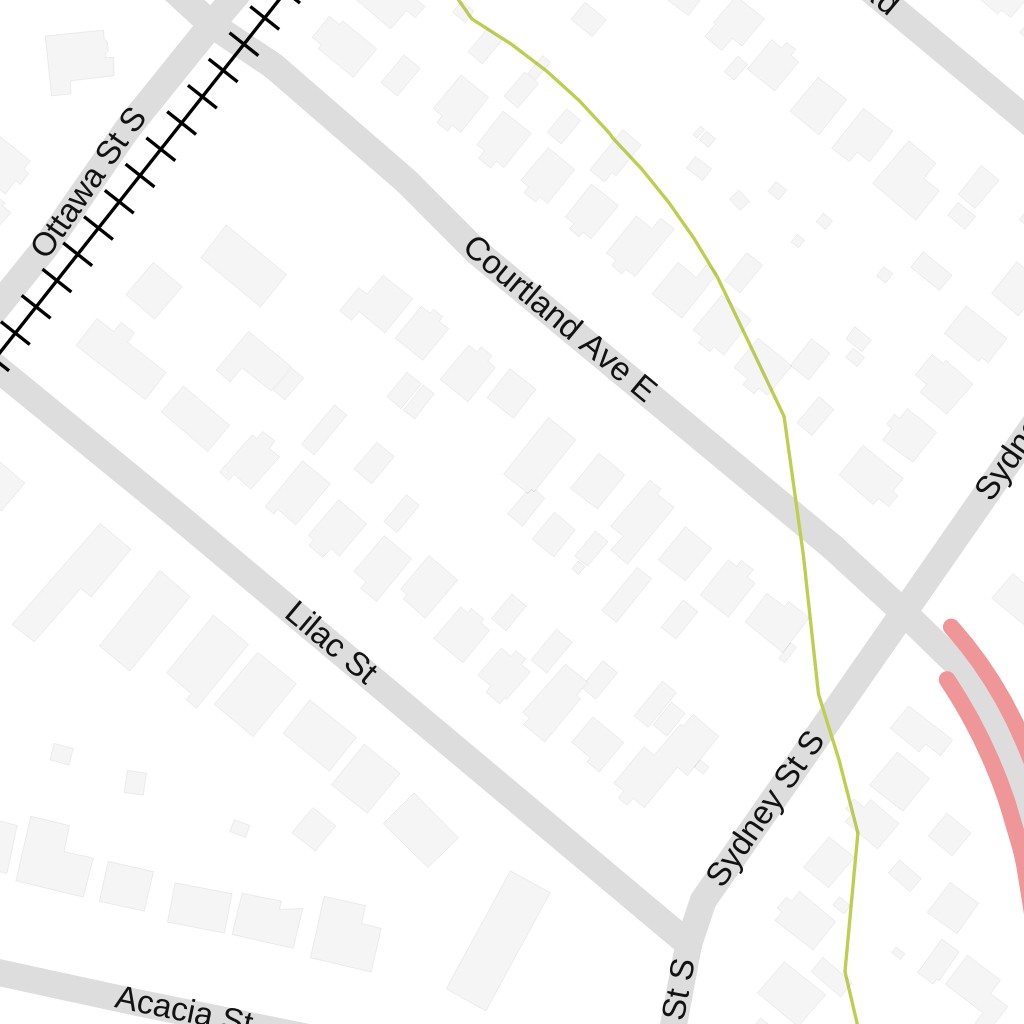 Ottawa St S
Courtland Ave E
Lilac St
Sydney St S
St S
Acacia St